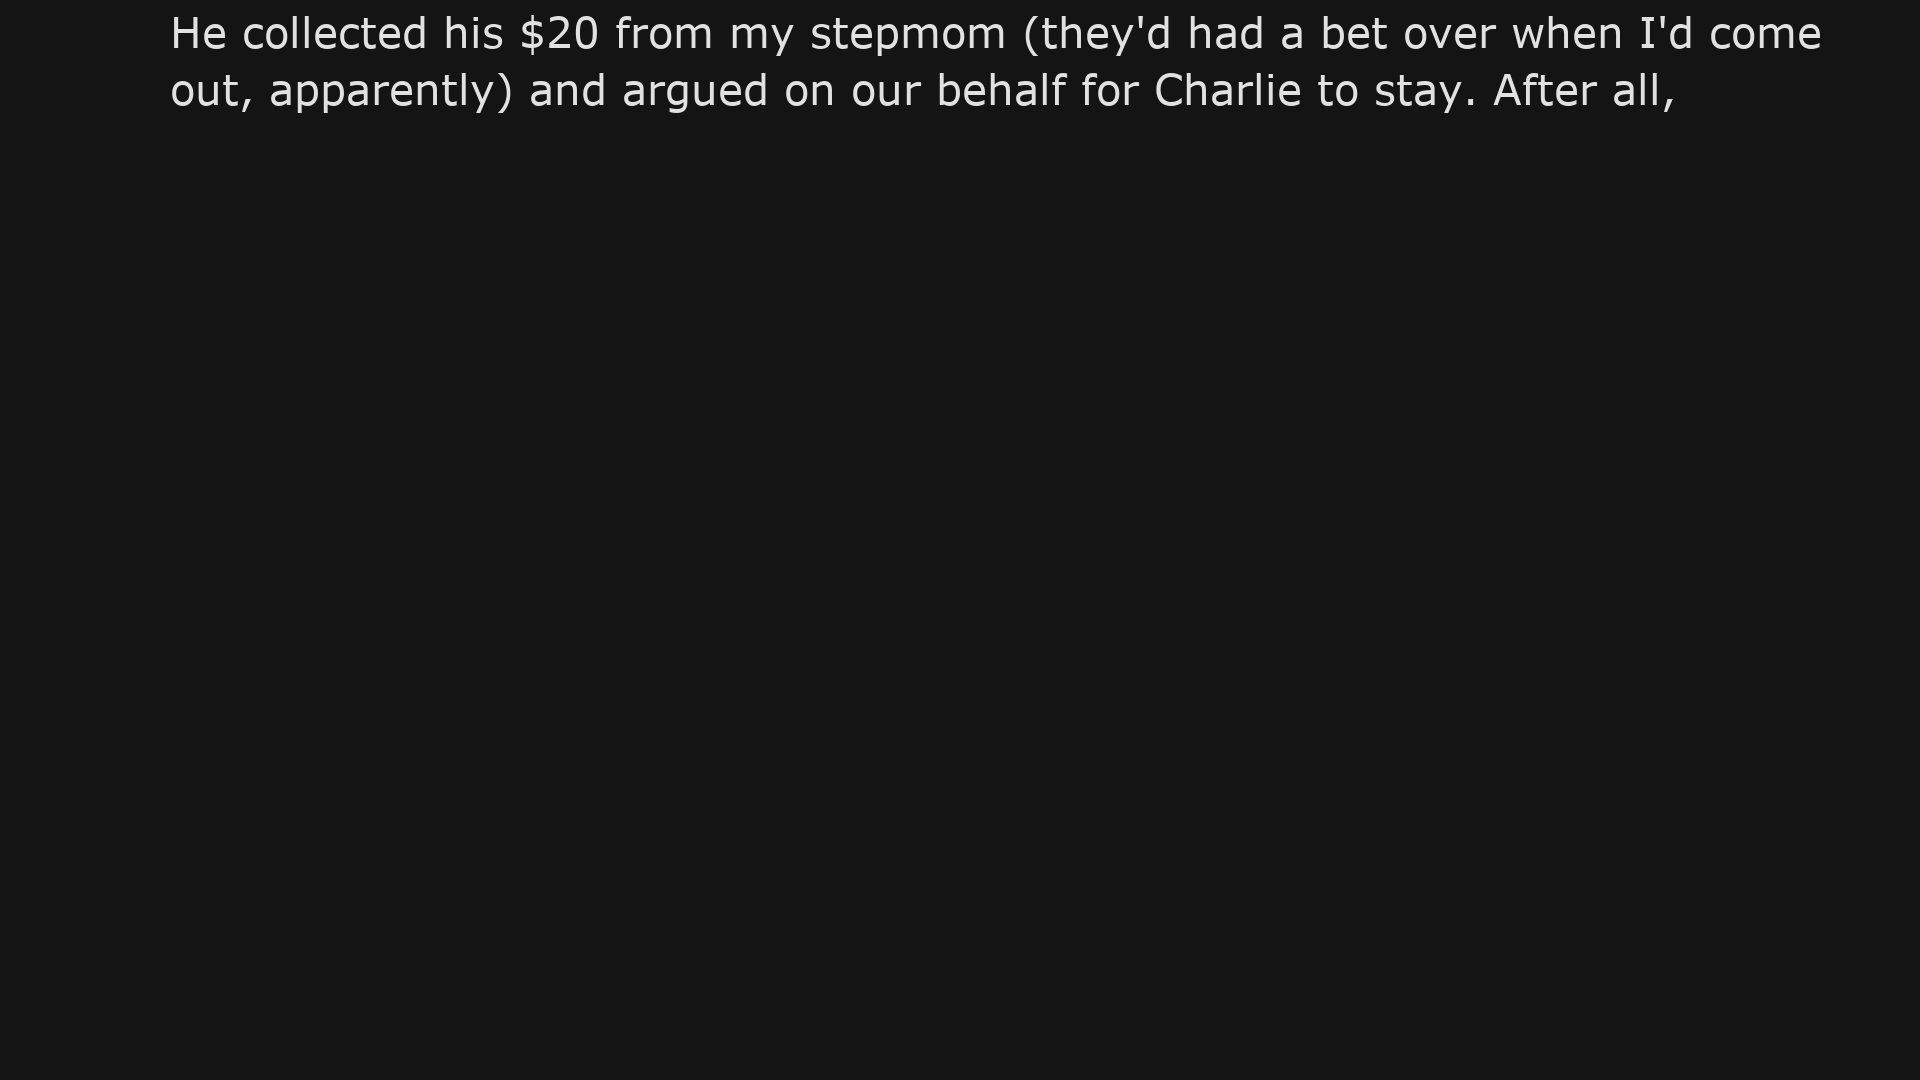 He collected his $20 from my stepmom (they'd had a bet over when I'd come
out, apparently) and argued on our behalf for Charlie to stay. After all,